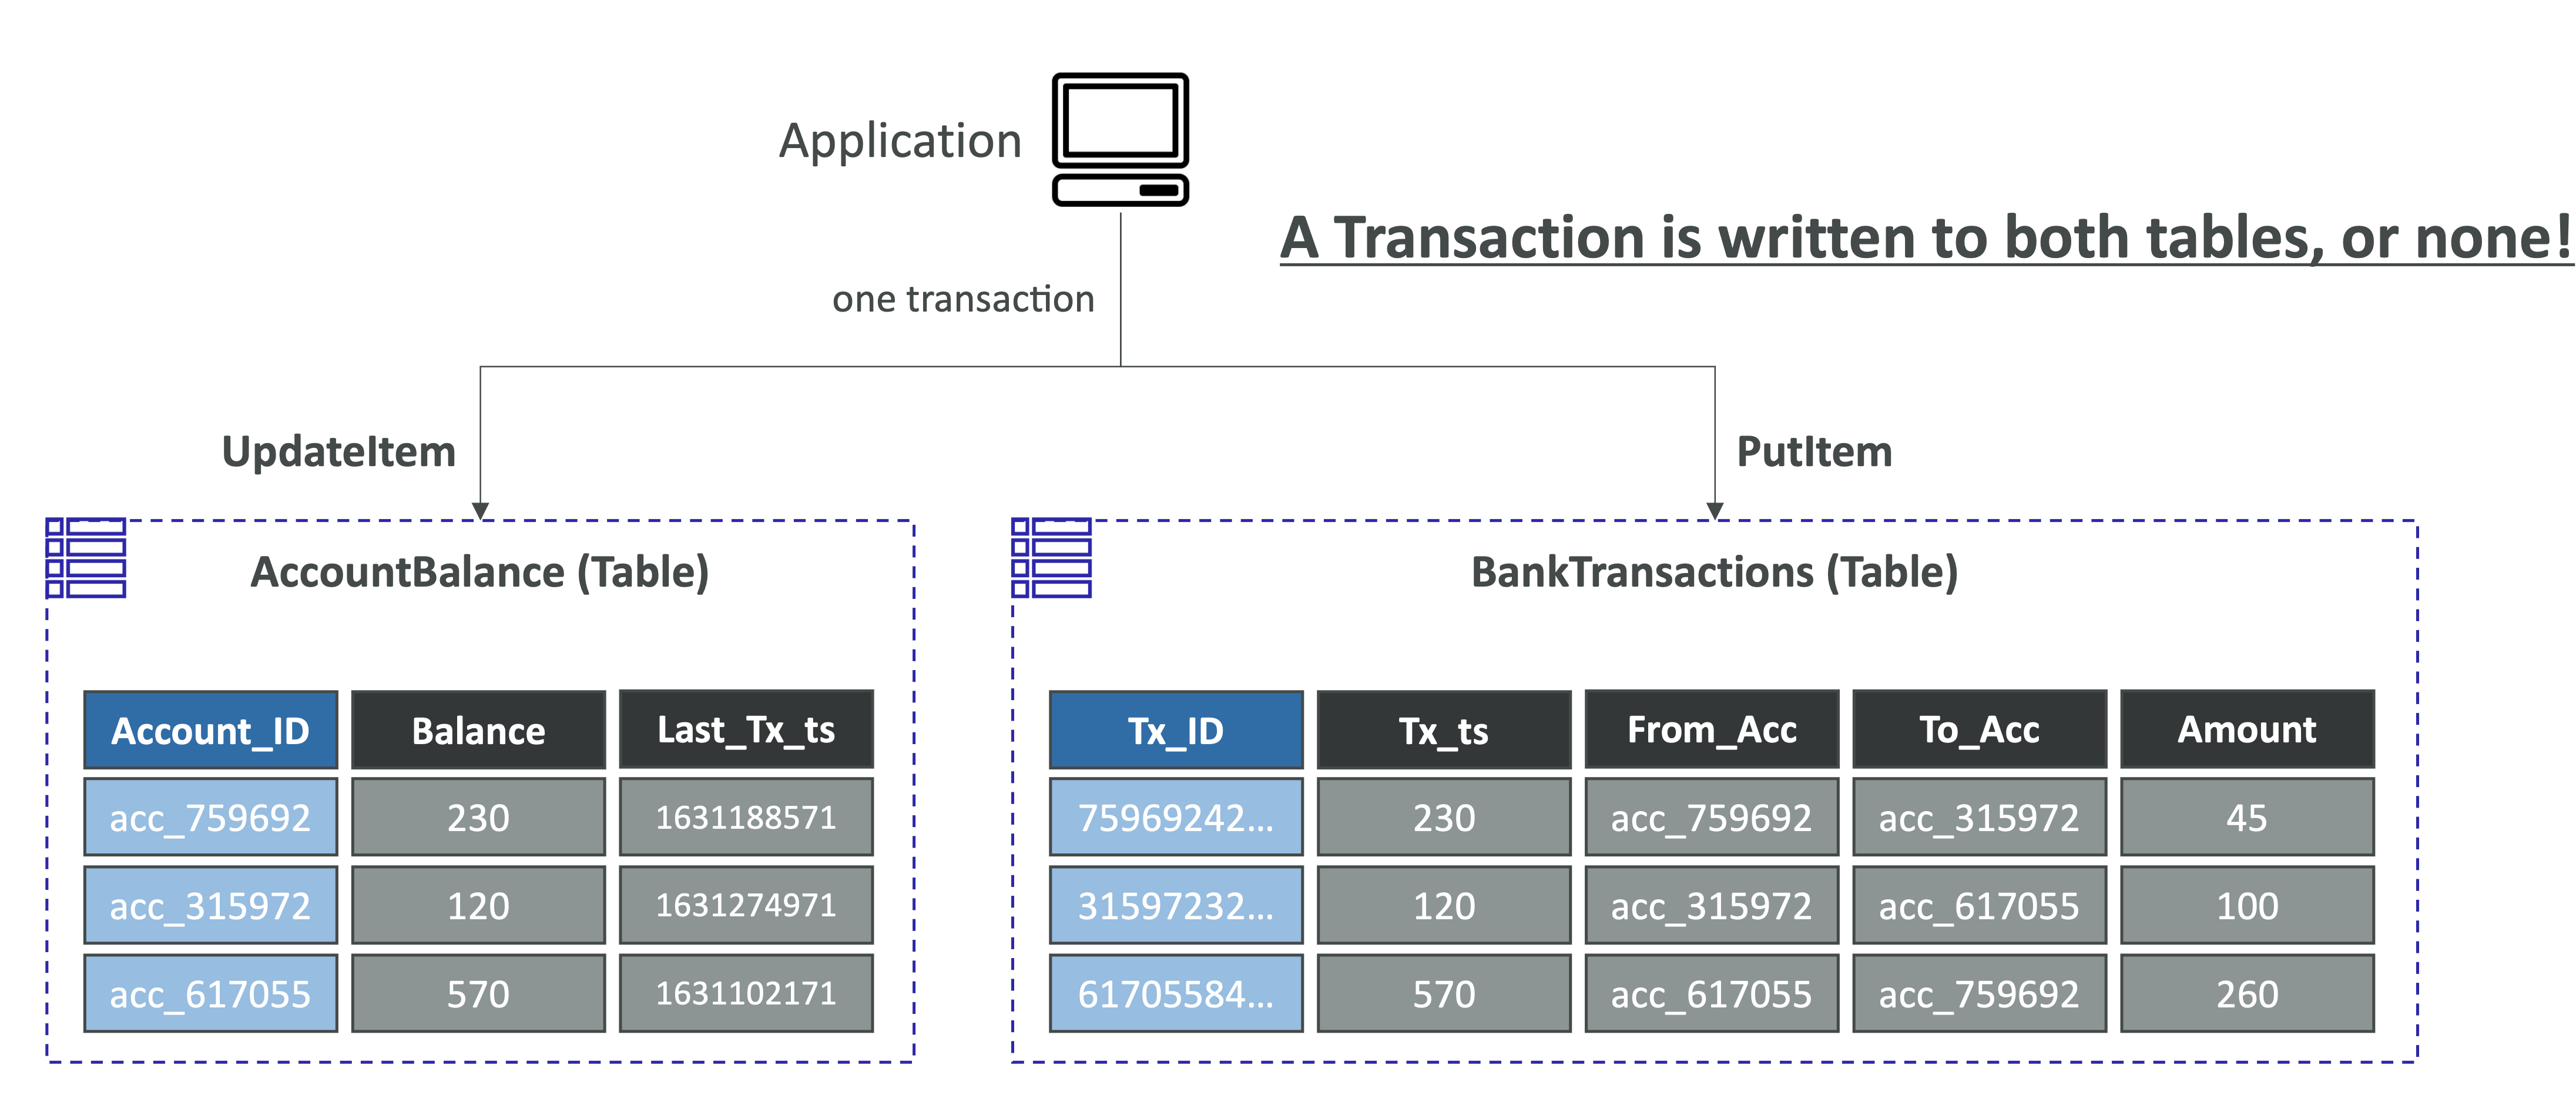 Application
A Transaction is written to both tables, or none!
one transaction
UpdateItem
PutItem
AccountBalance (Table)
Account_ID Balance Last_Tx_ts
acc_759692 230 1631188571
acc_315972 120 1631274971
acc_617055 570 1631102171
BankTransactions (Table)
Tx_ID Tx_ts From_Acc To_Acc Amount
75969242... 230 acc_759692 acc_315972 45
31597232... 120 acc_315972 acc_617055 100
61705584... 570 acc_617055 acc_759692 260